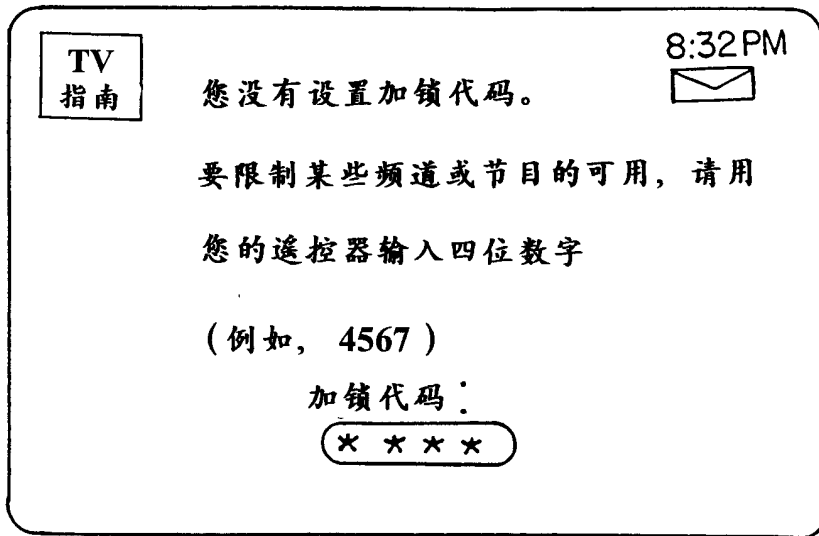 TV
指南
8:32PM
您没有设置加锁代码。
要限制某些频道或节目的可用，请用
您的遥控器输入四位数字
（例如， 4567）
加锁代码：
* * * *